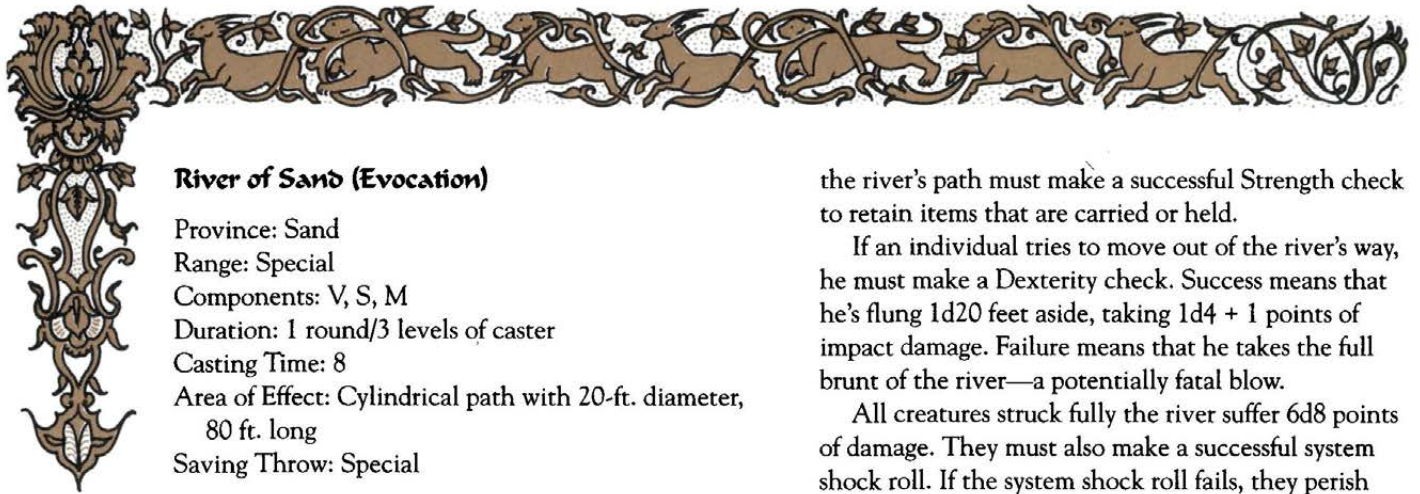 River of Sand (Evocation)
Province: Sand
Range: Special
Components: V, S, M
Duration: 1 round/3 levels of caster
Casting Time: 8
Area of Effect: Cylindrical path with 20-ft. diameter,
80 ft. long
Saving Throw: Special
the river's path must make a successful Strength check
to retain items that are carried or held.
If an individual tries to move out of the river's way,
he must make a Dexterity check. Success means that
he's flung 1d20 feet aside, taking 1d4 + 1 points of
impact damage. Failure means that he takes the full
brunt of the river—a potentially fatal blow.
All creatures struck fully the river suffer 6d8 points
of damage. They must also make a successful system
shock roll. If the system shock roll fails, they perish